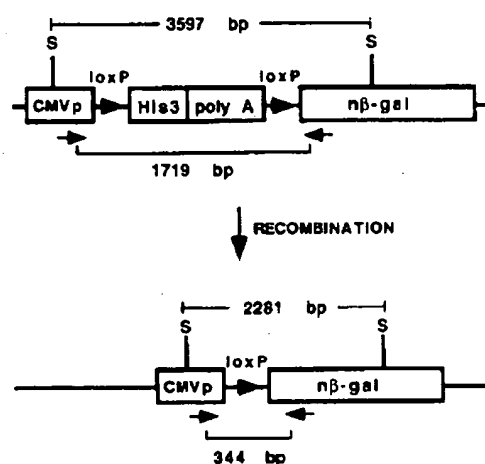 3597 bp
S S
loxP loxP
CMVp His3 poly A nβ-gal
1719 bp
RECOMBINATION
2281 bp
S S
loxP
CMVp nβ-gal
344 bp